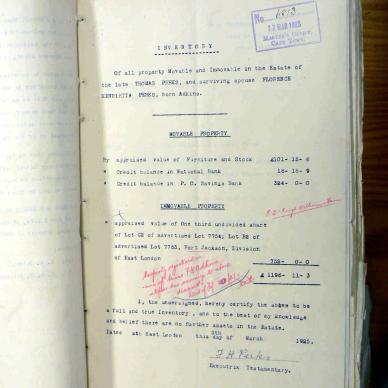 No. 6813
17 MAR 1925
MASTER'S OFFICE
CAPE TOWN.
INVENTORY
Of all property Movable and Immovable in the Estate of
the late THOMAS PERKS, and surviving spouse FLORENCE
HENRIETTA PERKS, born Adkins.
MOVABLE PROPERTY
By appraised value of Furniture and Stock £101- 15- 6
" Credit balance in National Bank 18- 15- 9
" Credit balance in P. O. Savings Bank 324- 0- 0
IMMOVABLE PROPERTY
" appraised value of One third undivided share
of Lot G2 of advertised Lot 7754; Lot B2 of
advertised Lot 7753, Fort Jackson, Division
of East London 752- 0- 0
£ 1196- 11- 3
I, the undersigned, hereby certify the above to be
a full and true Inventory, and to the best of my knowledge
and belief there are no further assets in the Estate.
Dated at East London this 5th day of March 1925.
F H Perks
Executrix Testamentary.